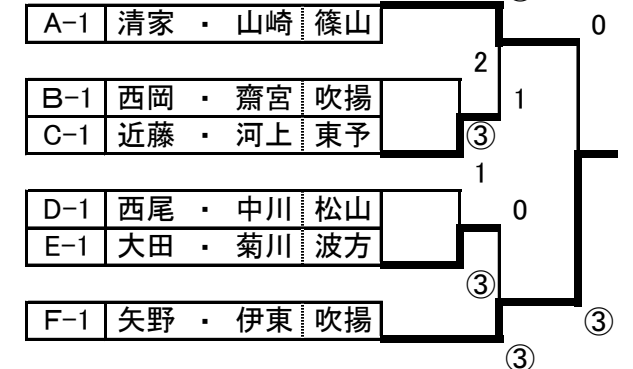 A-1 清家 ・ 山崎 篠山
0
2
B-1 西岡 ・ 齋宮 吹揚
1
C-1 近藤 ・ 河上 東予
③
1
D-1 西尾 ・ 中川 松山
0
E-1 大田 ・ 菊川 波方
③
F-1 矢野 ・ 伊東 吹揚
③
③